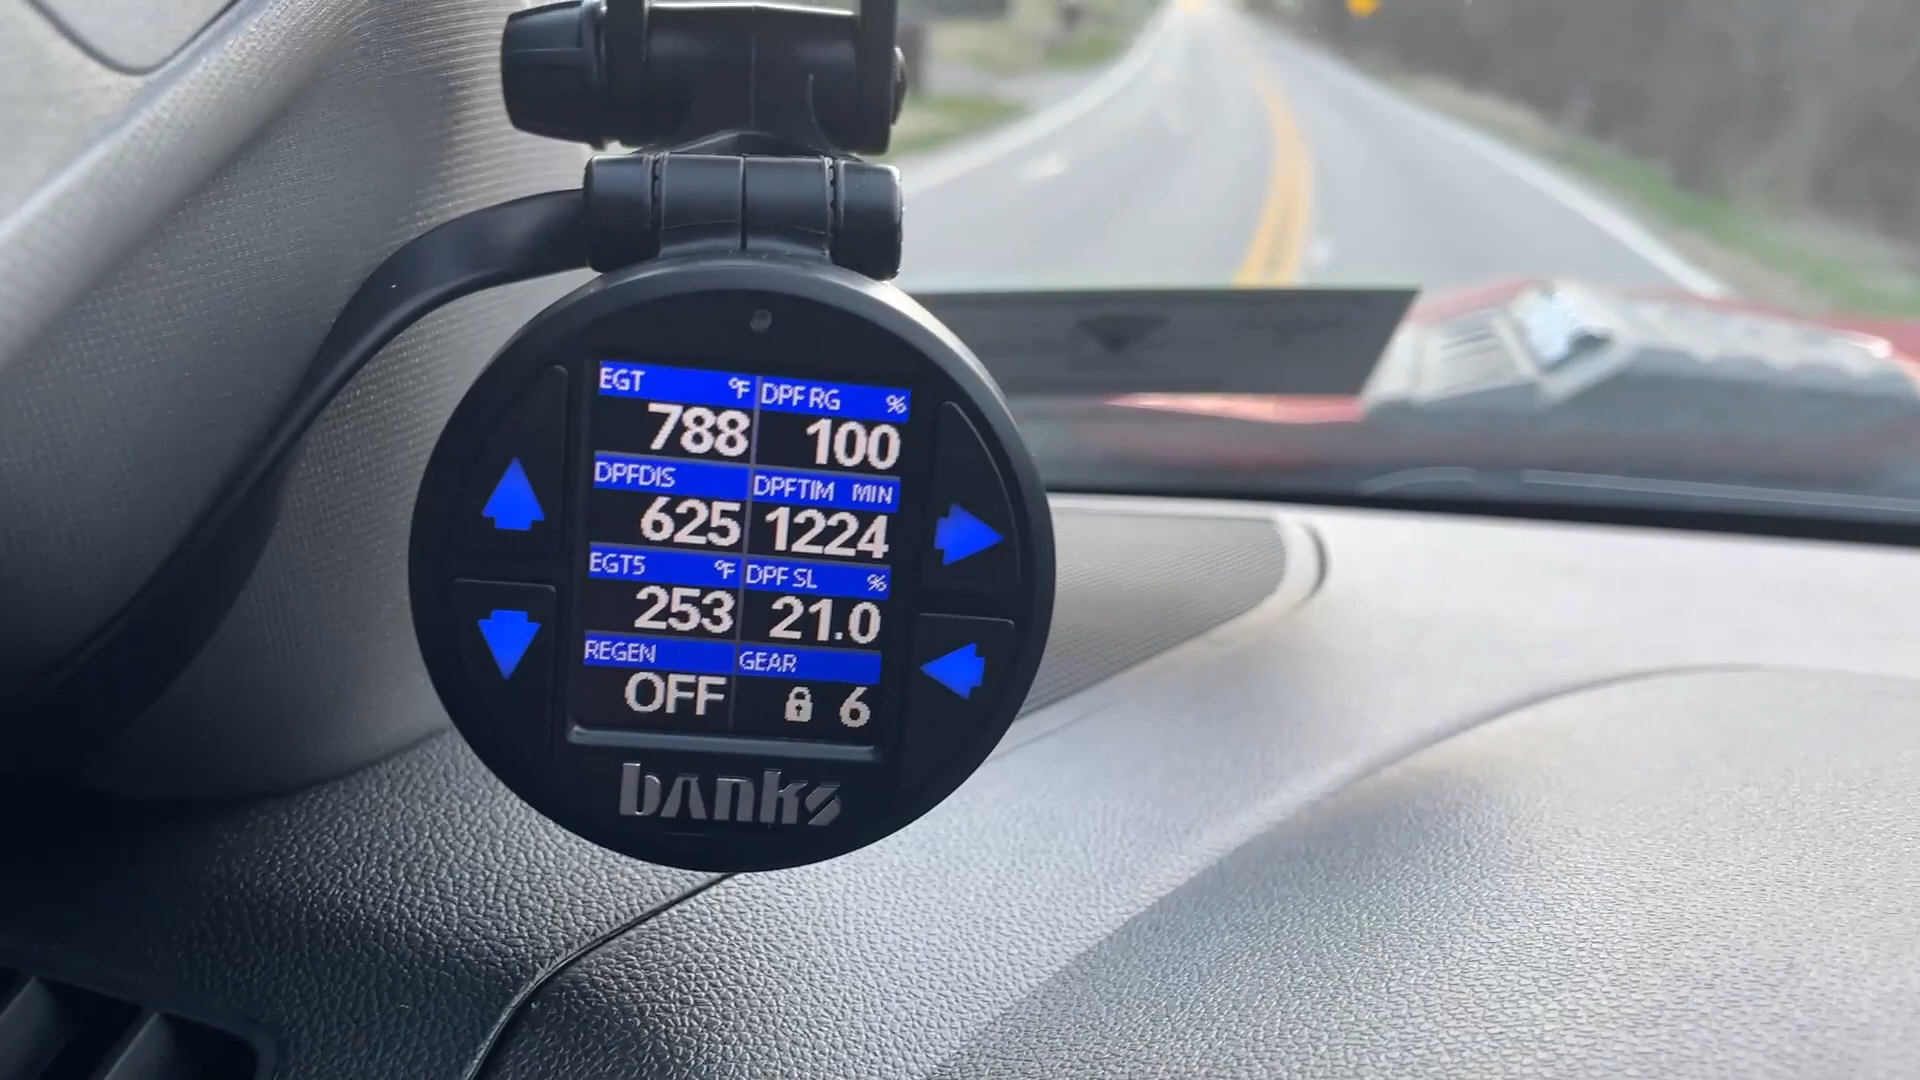 EGT °F DPF RG %
788 100
DPFDIS DPFTIM MIN
625 1224
EGT5 °F DPF SL %
253 21.0
REGEN GEAR
OFF 6
banks